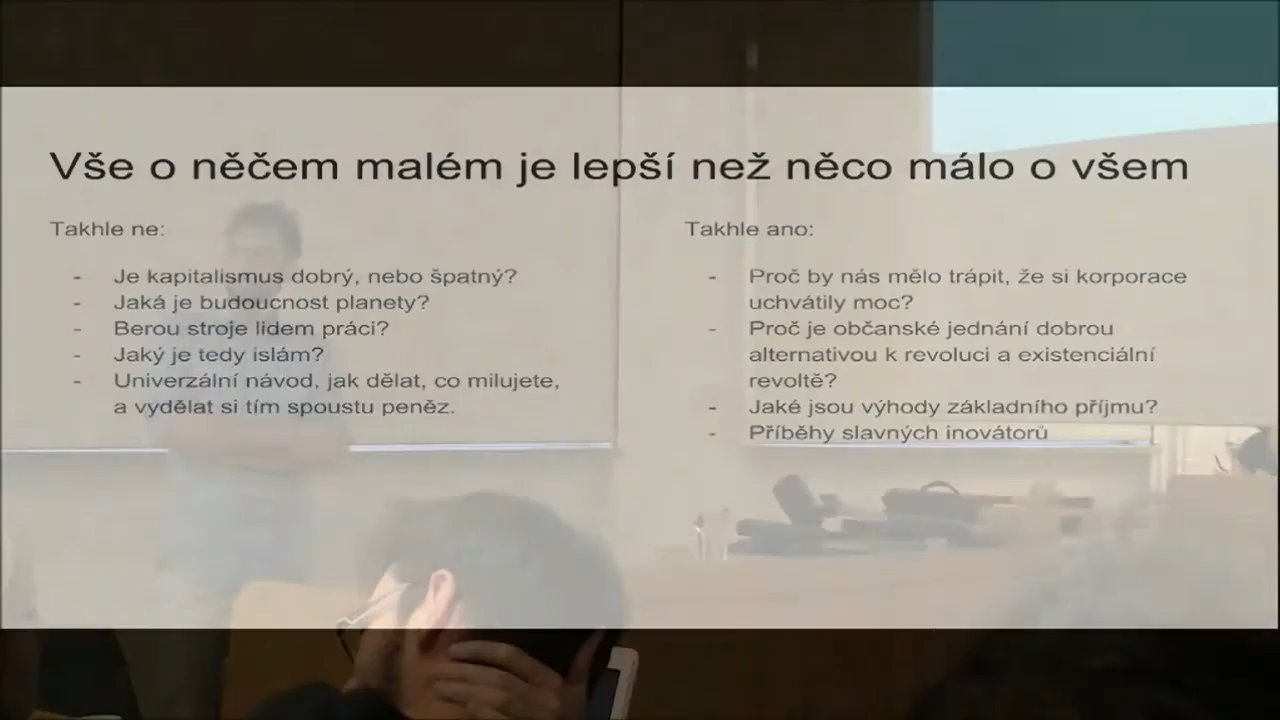 Vše o něčem malém je lepší než něco málo o všem
Takhle ne:
- Je kapitalismus dobrý, nebo špatný?
- Jaká je budoucnost planety?
- Berou stroje lidem práci?
- Jaký je tedy islám?
- Univerzální návod, jak dělat, co milujete,
a vydělat si tím spoustu peněz.
Takhle ano:
- Proč by nás mělo trápit, že si korporace
uchvátily moc?
- Proč je občanské jednání dobrou
alternativou k revoluci a existenciální
revoltě?
- Jaké jsou výhody základního příjmu?
- Příběhy slavných inovátorů